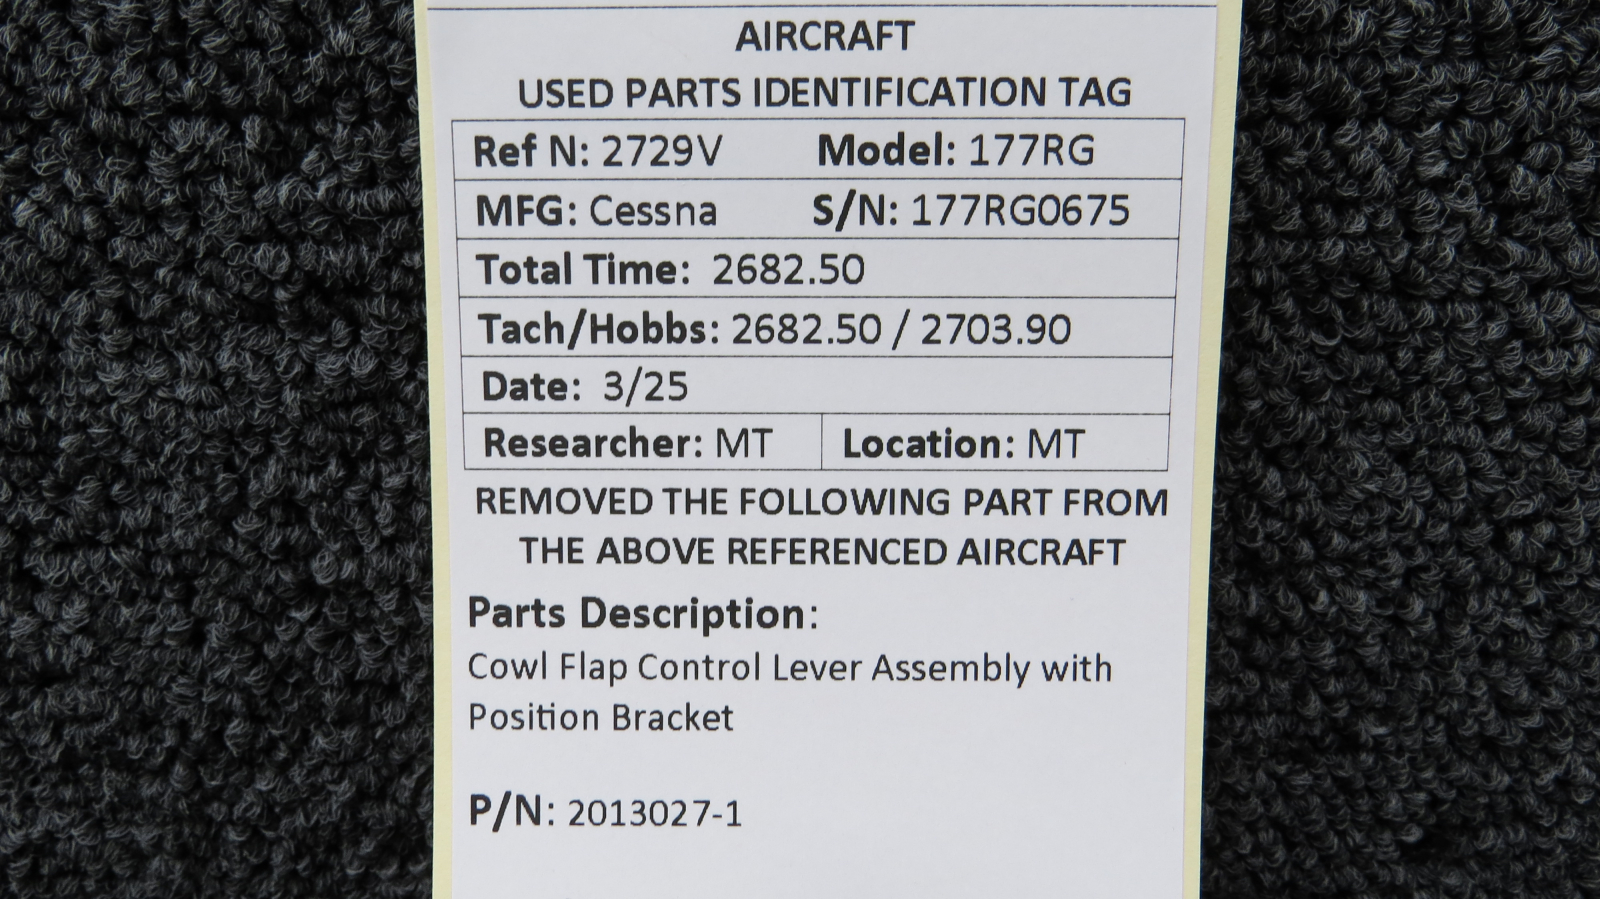 AIRCRAFT
USED PARTS IDENTIFICATION TAG
Ref N: 2729V Model: 177RG
MFG: Cessna S/N: 177RG0675
Total Time: 2682.50
Tach/Hobbs: 2682.50 / 2703.90
Date: 3/25
Researcher: MT Location: MT
REMOVED THE FOLLOWING PART FROM
THE ABOVE REFERENCED AIRCRAFT
Parts Description:
Cowl Flap Control Lever Assembly with
Position Bracket
P/N: 2013027-1